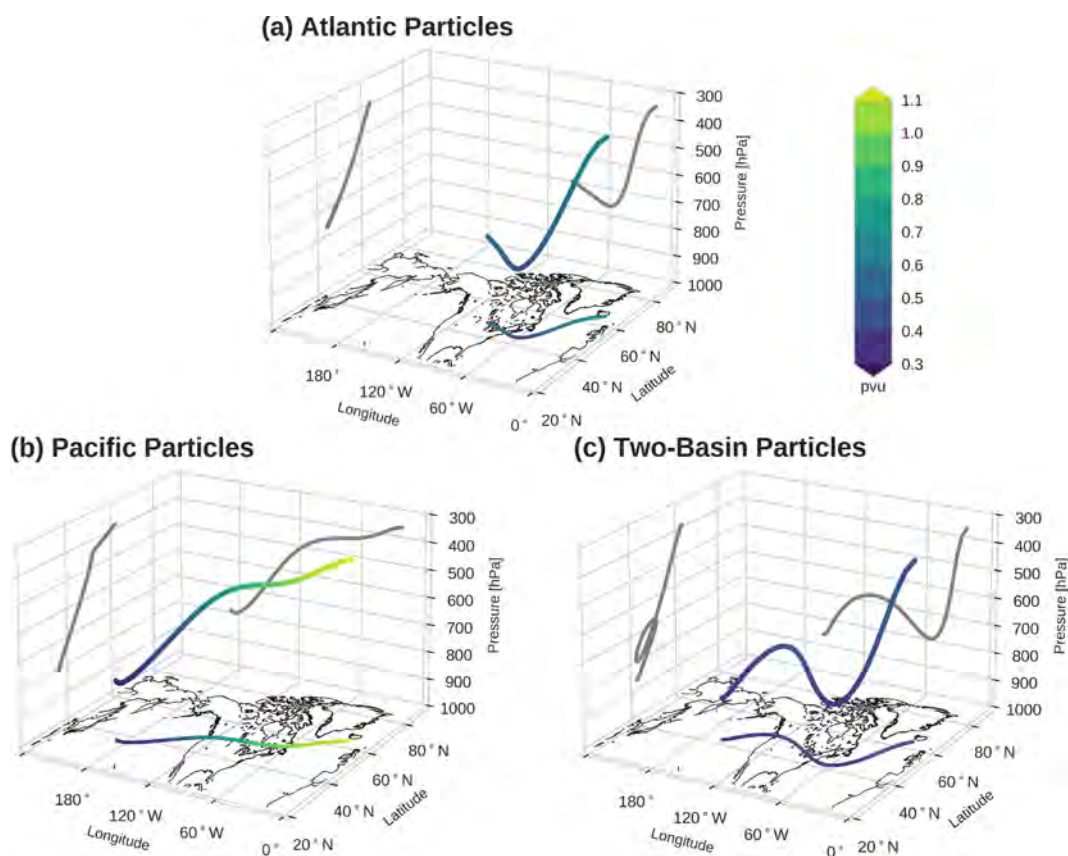 (a) Atlantic Particles
300
400
500
600
700
800
900
1000
Pressure [hPa]
80°N
60°N
40°N
20°N
Latitude
180°
120°W
60°W
0°
Longitude
1.1
1.0
0.9
0.8
0.7
0.6
0.5
0.4
0.3
pvu
(b) Pacific Particles
300
400
500
600
700
800
900
1000
Pressure [hPa]
80°N
60°N
40°N
20°N
Latitude
180°
120°W
60°W
0°
Longitude
(c) Two-Basin Particles
300
400
500
600
700
800
900
1000
Pressure [hPa]
80°N
60°N
40°N
20°N
Latitude
180°
120°W
60°W
0°
Longitude